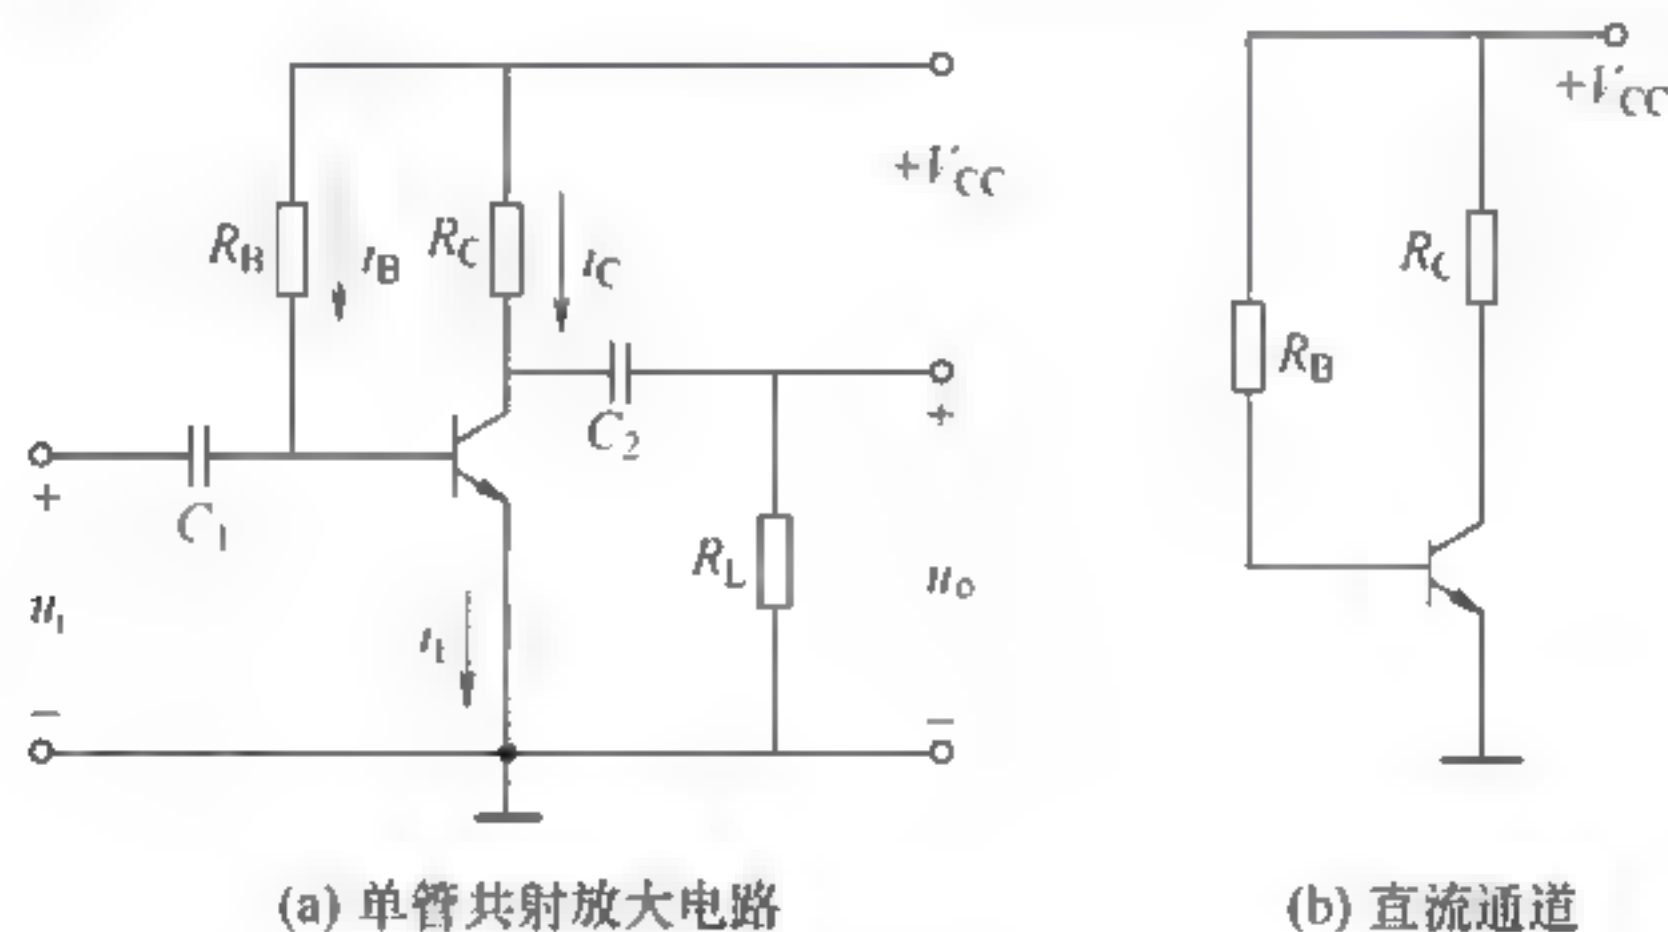 +V_CC
R_B
i_B
R_C
i_C
C_2
+
+
C_1
R_L
u_i
u_o
i_E
−
−
(a) 单管共射放大电路
+V_CC
R_C
R_B
(b) 直流通道